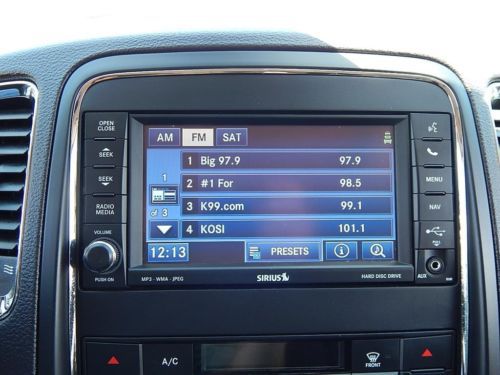 OPEN
CLOSE
SEEK
SEEK
RADIO
MEDIA
VOLUME
PUSH ON
AM FM SAT
1 Big 97.9 97.9
2 #1 For 98.5
3 K99.com 99.1
4 KOSI 101.1
1
of 3
12:13
PRESETS
MENU
NAV
AUX
MP3 - WMA - JPEG
SIRIUS
HARD DISC DRIVE
A/C
FRONT